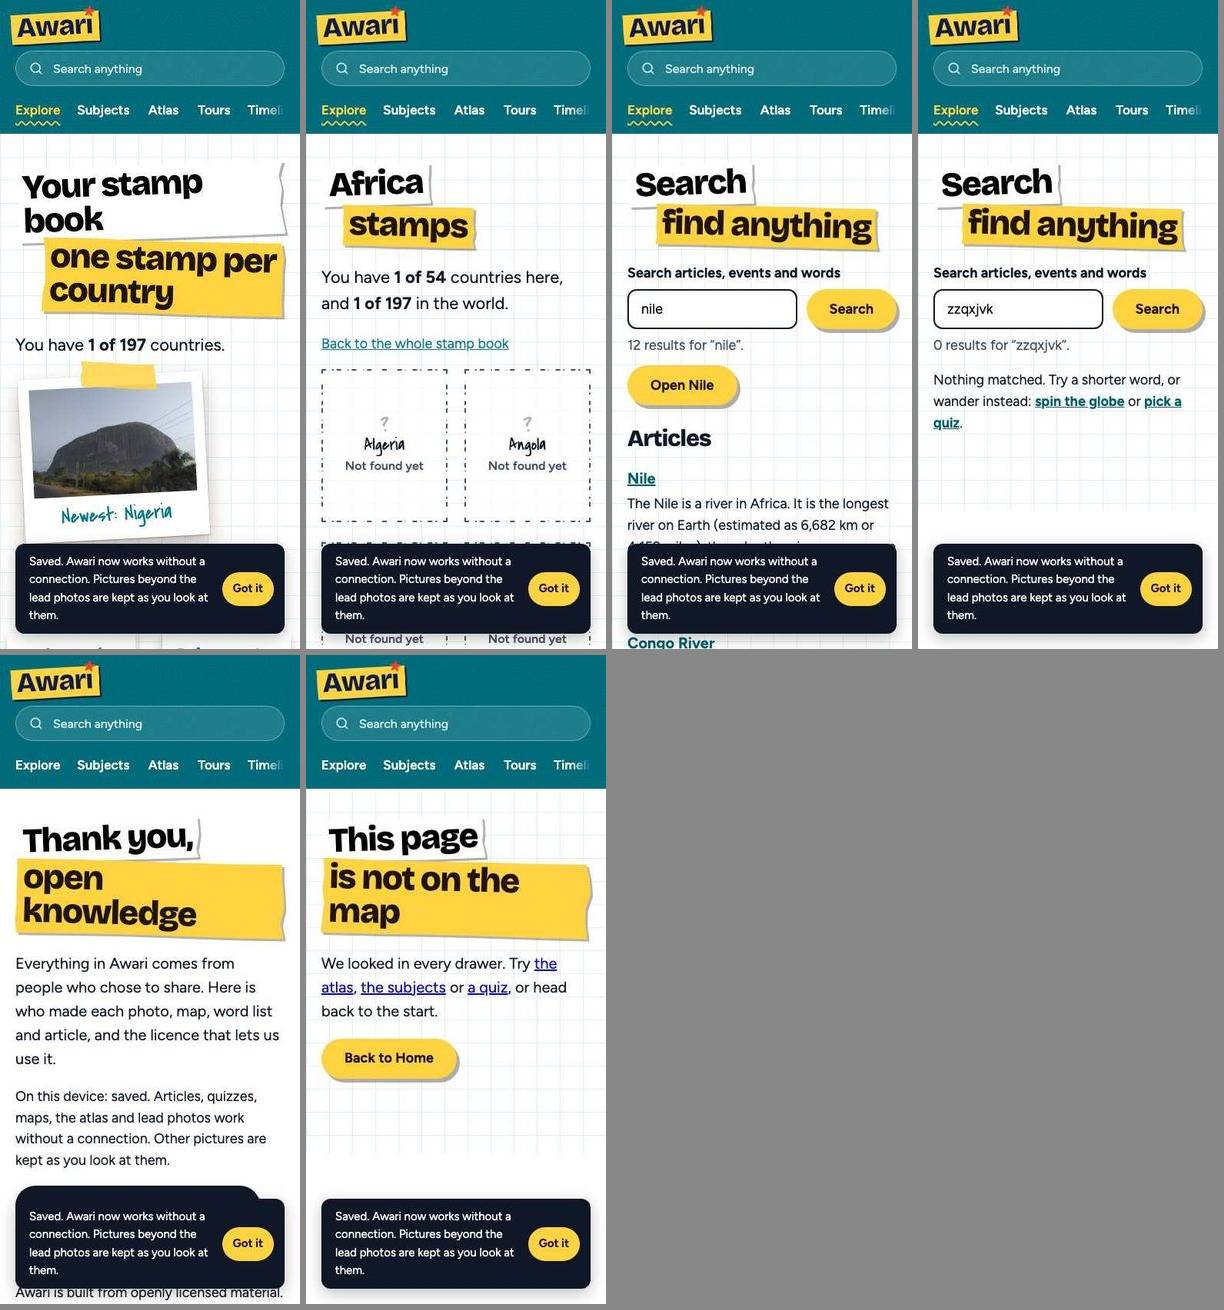 Awari
Search anything
Explore Subjects Atlas Tours
Your stamp
book
one stamp per
country
You have 1 of 197 countries.
Newest: Nigeria
Saved. Awari now works without a
connection. Pictures beyond the
lead photos are kept as you look at
them.
Got it
Awari
Search anything
Explore Subjects Atlas Tours
Africa
stamps
You have 1 of 54 countries here,
and 1 of 197 in the world.
Back to the whole stamp book
?
Algeria
Not found yet
?
Angola
Not found yet
Saved. Awari now works without a
connection. Pictures beyond the
lead photos are kept as you look at
them.
Got it
Not found yet
Not found yet
Awari
Search anything
Explore Subjects Atlas Tours
Search
find anything
Search articles, events and words
nile
Search
12 results for “nile”.
Open Nile
Articles
Nile
The Nile is a river in Africa. It is the longest
river on Earth (estimated as 6,682 km or
Saved. Awari now works without a
connection. Pictures beyond the
lead photos are kept as you look at
them.
Got it
Congo River
Awari
Search anything
Explore Subjects Atlas Tours
Search
find anything
Search articles, events and words
zzqxjvk
Search
0 results for “zzqxjvk”.
Nothing matched. Try a shorter word, or
wander instead: spin the globe or pick a
quiz.
Saved. Awari now works without a
connection. Pictures beyond the
lead photos are kept as you look at
them.
Got it
Awari
Search anything
Explore Subjects Atlas Tours
Thank you,
open
knowledge
Everything in Awari comes from
people who chose to share. Here is
who made each photo, map, word list
and article, and the licence that lets us
use it.
On this device: saved. Articles, quizzes,
maps, the atlas and lead photos work
without a connection. Other pictures are
kept as you look at them.
Saved. Awari now works without a
connection. Pictures beyond the
lead photos are kept as you look at
them.
Got it
Awari is built from openly licensed material.
Awari
Search anything
Explore Subjects Atlas Tours
This page
is not on the
map
We looked in every drawer. Try the
atlas, the subjects or a quiz, or head
back to the start.
Back to Home
Saved. Awari now works without a
connection. Pictures beyond the
lead photos are kept as you look at
them.
Got it